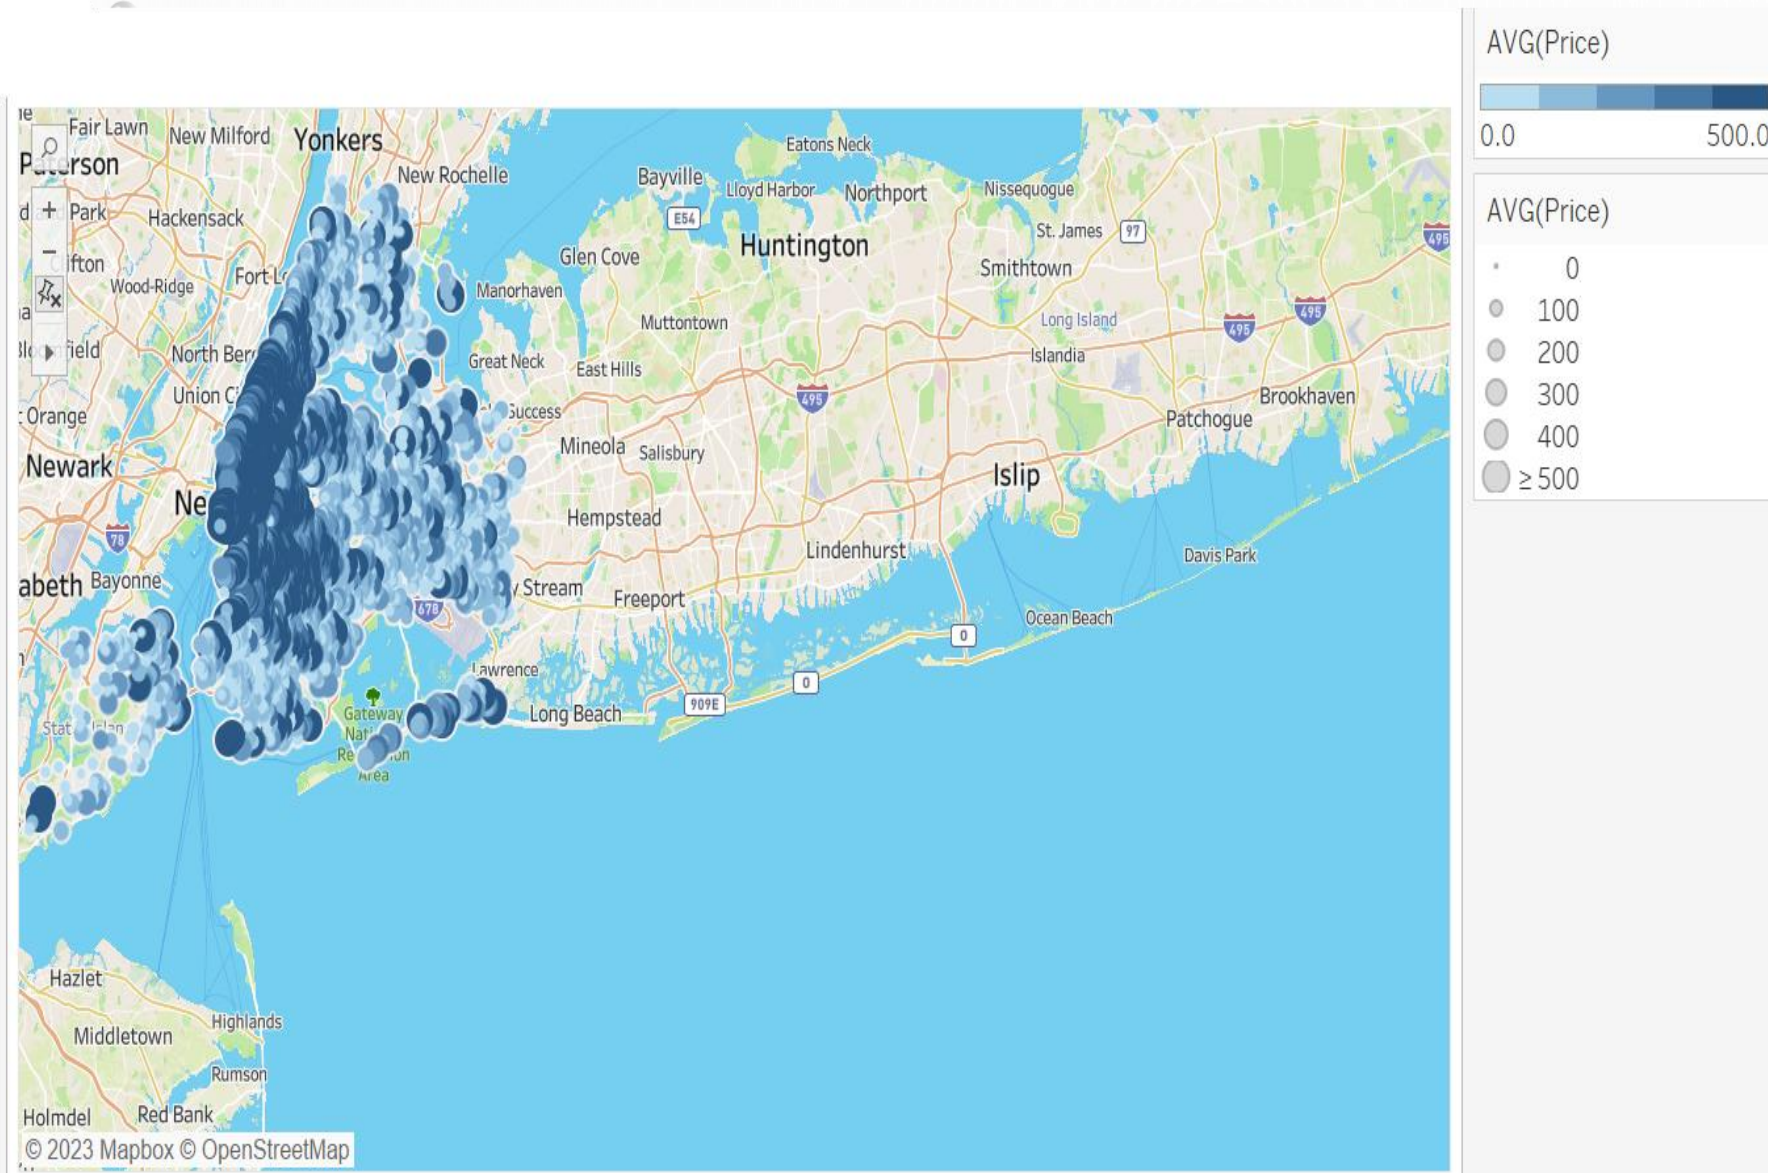 Fair Lawn
New Milford
Yonkers
Paterson
New Rochelle
Park
Hackensack
Wood-Ridge
North Ber
Union Ci
Orange
Newark
Ne
78
abeth
Bayonne
Eatons Neck
Bayville
Lloyd Harbor
Northport
Nissequogue
E54
St. James
97
495
Huntington
Glen Cove
Smithtown
Manorhaven
Muttontown
Long Island
495
495
Great Neck
East Hills
Islandia
495
Brookhaven
Success
Patchogue
Mineola
Salisbury
Islip
Hempstead
Lindenhurst
Davis Park
Stream
Freeport
678
Ocean Beach
0
Lawrence
0
909E
Long Beach
Gateway
Area
Hazlet
Highlands
Middletown
Rumson
Holmdel
Red Bank
© 2023 Mapbox © OpenStreetMap
AVG(Price)
0.0 500.0
AVG(Price)
0
100
200
300
400
≥ 500